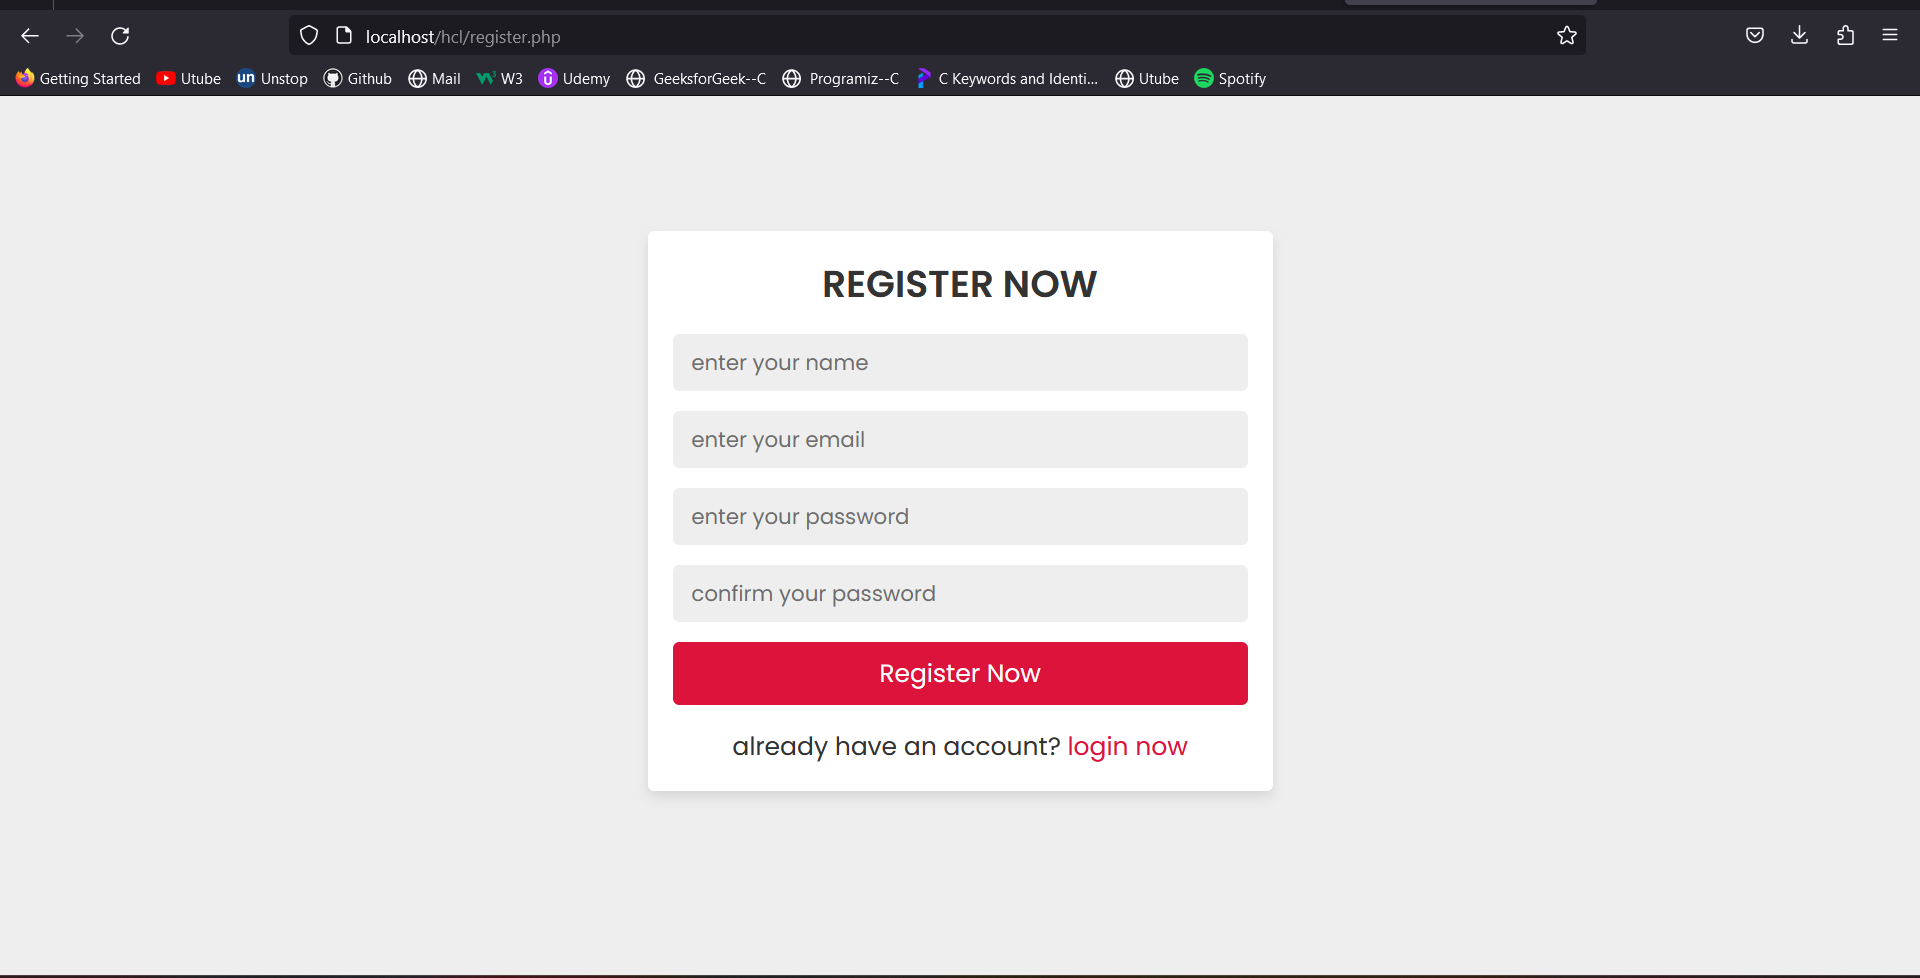 localhost/hcl/register.php
Getting Started Utube un Unstop Github Mail W3 W3 Udemy GeeksforGeek--C Programiz--C C Keywords and Identi... Utube Spotify
REGISTER NOW
enter your name
enter your email
enter your password
confirm your password
Register Now
already have an account? login now